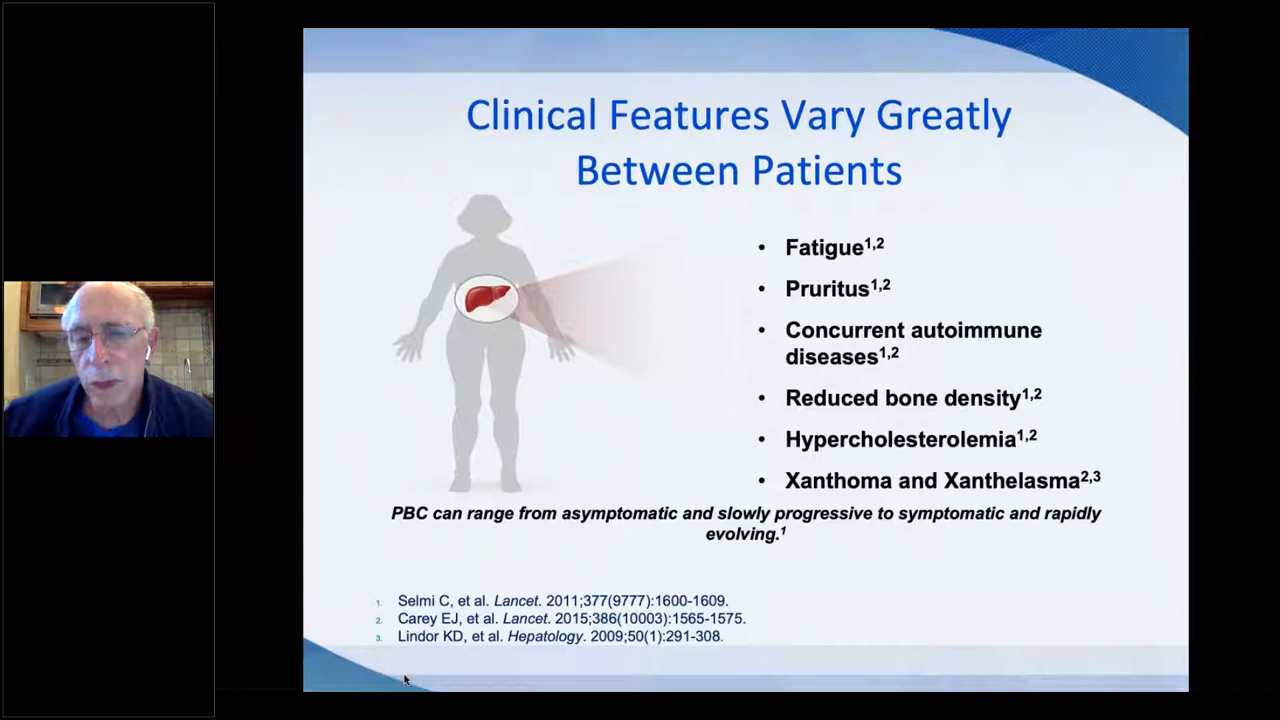 Clinical Features Vary Greatly
Between Patients
• Fatigue1,2
• Pruritus1,2
• Concurrent autoimmune
diseases1,2
• Reduced bone density1,2
• Hypercholesterolemia1,2
• Xanthoma and Xanthelasma2,3
PBC can range from asymptomatic and slowly progressive to symptomatic and rapidly
evolving.1
1. Selmi C, et al. Lancet. 2011;377(9777):1600-1609.
2. Carey EJ, et al. Lancet. 2015;386(10003):1565-1575.
3. Lindor KD, et al. Hepatology. 2009;50(1):291-308.